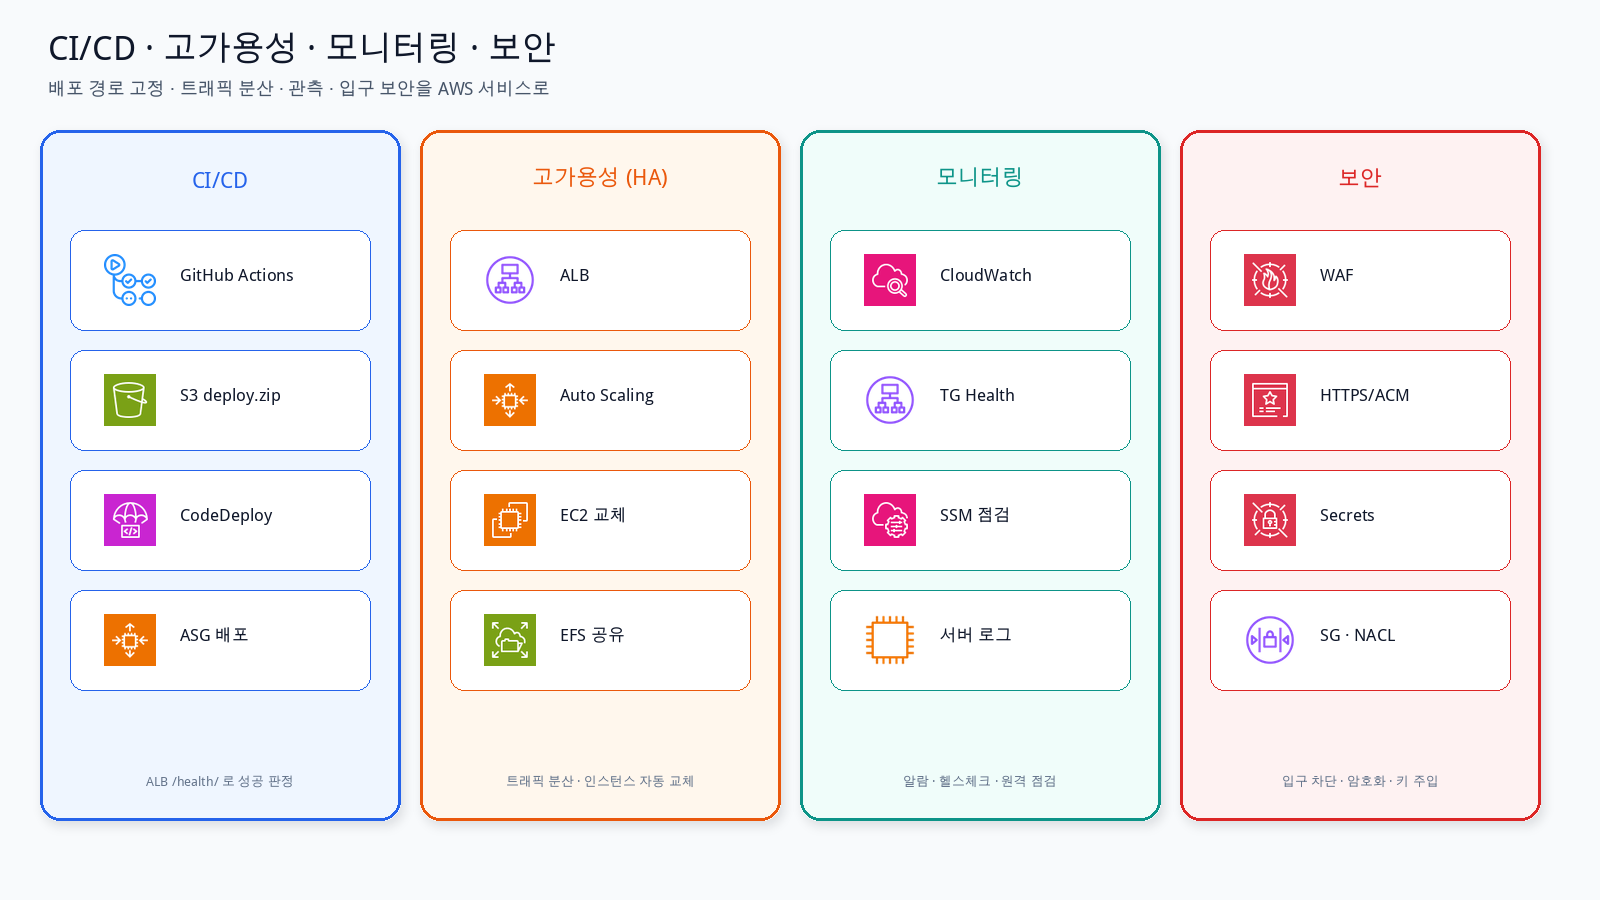 CI/CD · 고가용성 · 모니터링 · 보안
배포 경로 고정 · 트래픽 분산 · 관측 · 입구 보안을 AWS 서비스로
CI/CD
GitHub Actions
S3 deploy.zip
CodeDeploy
ASG 배포
ALB /health/ 로 성공 판정
고가용성 (HA)
ALB
Auto Scaling
EC2 교체
EFS 공유
트래픽 분산 · 인스턴스 자동 교체
모니터링
CloudWatch
TG Health
SSM 점검
서버 로그
알람 · 헬스체크 · 원격 점검
보안
WAF
HTTPS/ACM
Secrets
SG · NACL
입구 차단 · 암호화 · 키 주입